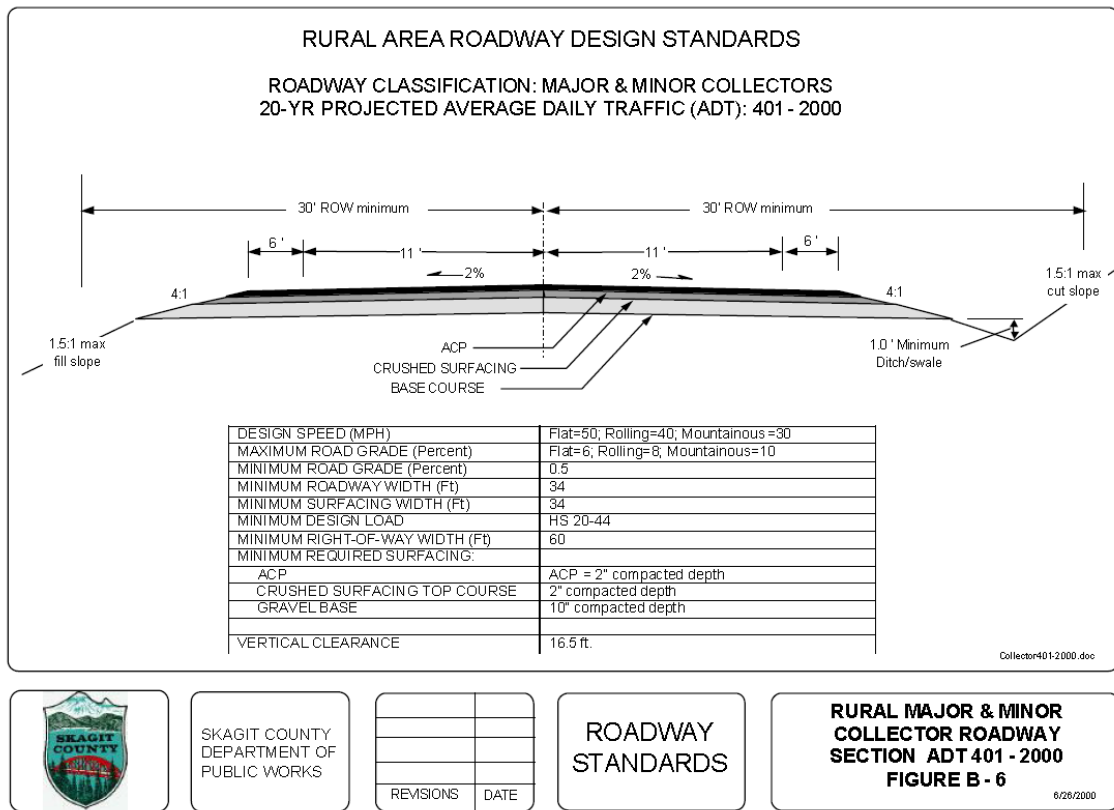 RURAL AREA ROADWAY DESIGN STANDARDS
ROADWAY CLASSIFICATION: MAJOR & MINOR COLLECTORS
20-YR PROJECTED AVERAGE DAILY TRAFFIC (ADT): 401 - 2000
30' ROW minimum 30' ROW minimum
6 ' 11 ' 11 ' 6 '
2% 2%
4:1 4:1
1.5:1 max
cut slope
1.5:1 max
fill slope
1.0 ' Minimum
Ditch/swale
ACP
CRUSHED SURFACING
BASE COURSE
DESIGN SPEED (MPH) Flat=50; Rolling=40; Mountainous =30
MAXIMUM ROAD GRADE (Percent) Flat=6; Rolling=8; Mountainous=10
MINIMUM ROAD GRADE (Percent) 0.5
MINIMUM ROADWAY WIDTH (Ft) 34
MINIMUM SURFACING WIDTH (Ft) 34
MINIMUM DESIGN LOAD HS 20-44
MINIMUM RIGHT-OF-WAY WIDTH (Ft) 60
MINIMUM REQUIRED SURFACING:
ACP ACP = 2" compacted depth
CRUSHED SURFACING TOP COURSE 2" compacted depth
GRAVEL BASE 10" compacted depth
VERTICAL CLEARANCE 16.5 ft.
Collector401-2000.doc
SKAGIT
COUNTY
SKAGIT COUNTY
DEPARTMENT OF
PUBLIC WORKS
REVISIONS DATE
ROADWAY
STANDARDS
RURAL MAJOR & MINOR
COLLECTOR ROADWAY
SECTION ADT 401 - 2000
FIGURE B - 6
6/26/2000